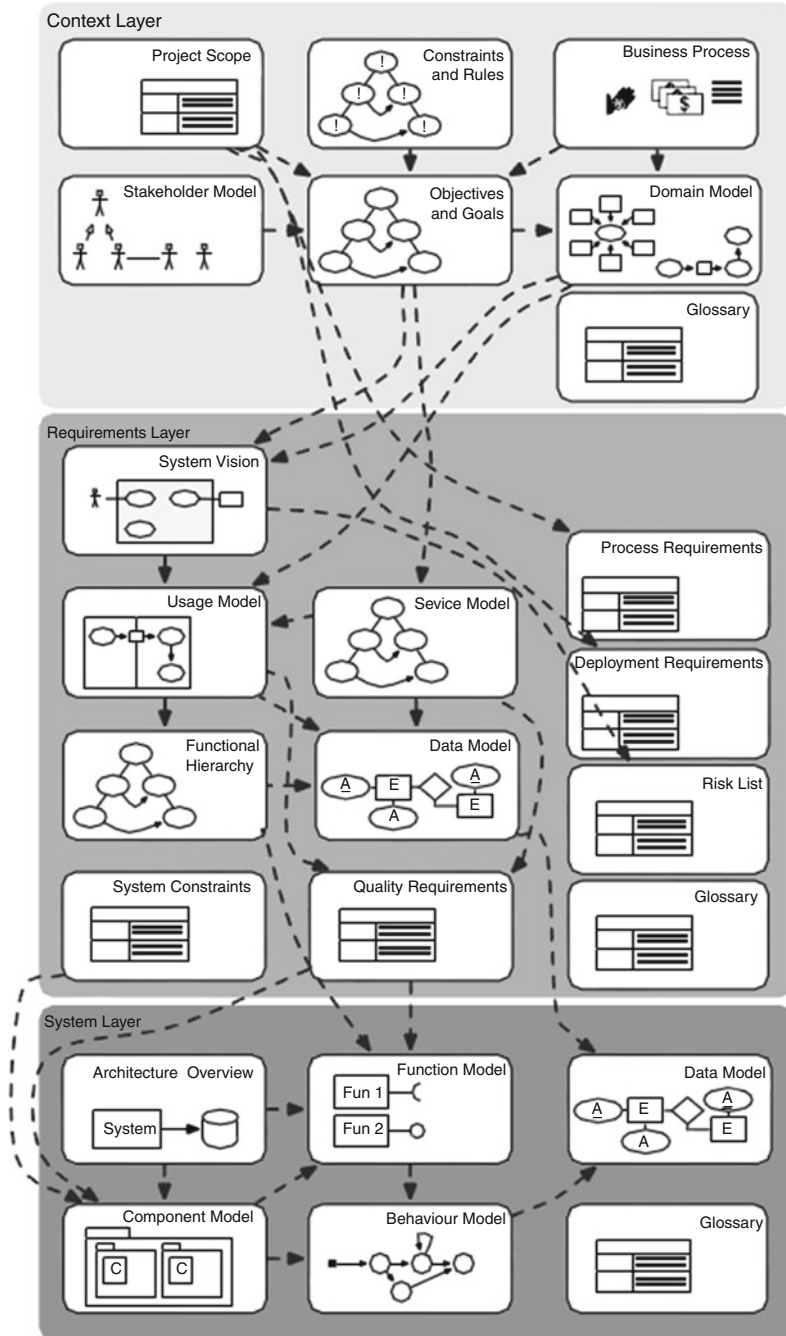 Context Layer
Project Scope
Constraints
and Rules
!
!
!
!
!
Business Process
$
Stakeholder Model
Objectives
and Goals
Domain Model
Glossary
Requirements Layer
System Vision
Process Requirements
Usage Model
Sevice Model
Deployment Requirements
Functional
Hierarchy
Data Model
A
E
A
A
E
Risk List
System Constraints
Quality Requirements
Glossary
System Layer
Architecture Overview
System
Function Model
Fun 1
Fun 2
Data Model
A
E
A
A
E
Component Model
C
C
Behaviour Model
Glossary